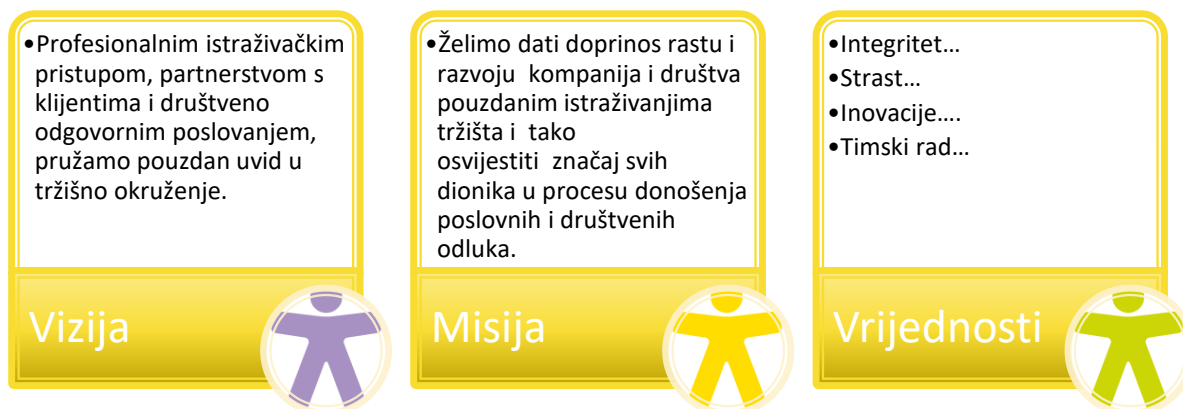 •Profesionalnim istraživačkim
pristupom, partnerstvom s
klijentima i društveno
odgovornim poslovanjem,
pružamo pouzdan uvid u
tržišno okruženje.
Vizija
•Želimo dati doprinos rastu i
razvoju kompanija i društva
pouzdanim istraživanjima
tržišta i tako
osvijestiti značaj svih
dionika u procesu donošenja
poslovnih i društvenih
odluka.
Misija
•Integritet…
•Strast…
•Inovacije….
•Timski rad…
Vrijednosti